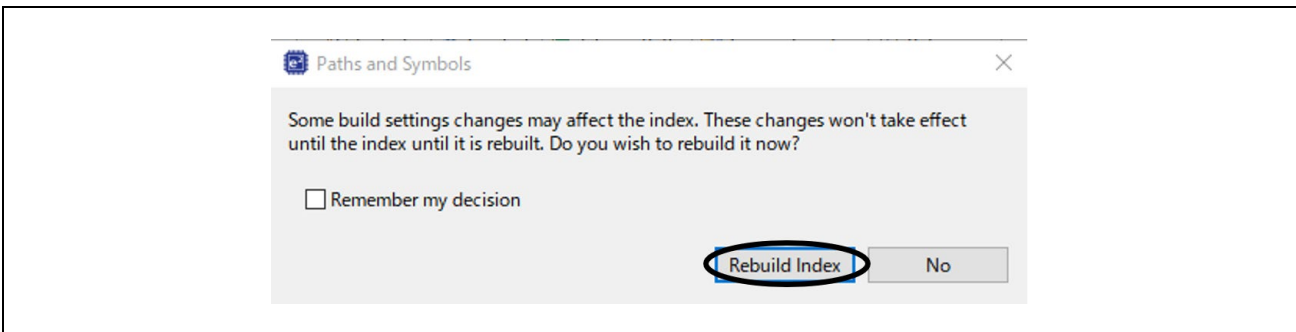 Paths and Symbols
Some build settings changes may affect the index. These changes won't take effect
until the index until it is rebuilt. Do you wish to rebuild it now?
Remember my decision
Rebuild Index No